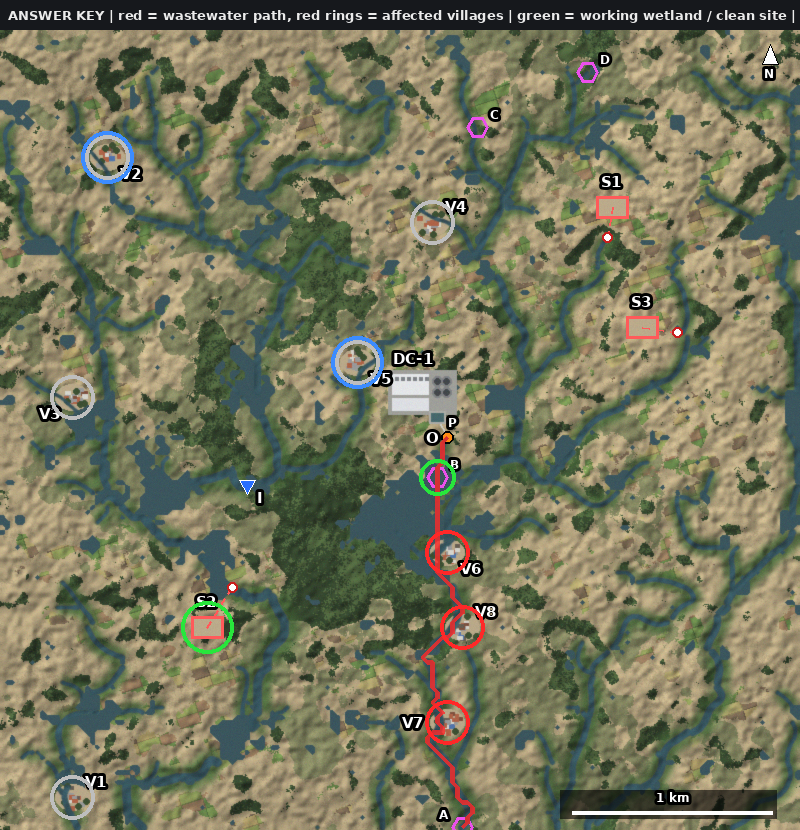 ANSWER KEY | red = wastewater path, red rings = affected villages | green = working wetland / clean site |
D
N
C
V2
S1
V4
S3
DC-1
V5
V3
P
O
B
I
V6
S2
V8
V7
V1
1 km
A